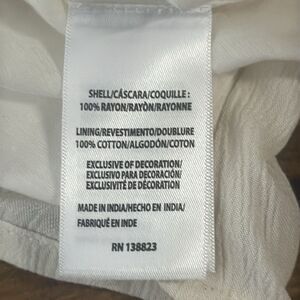 SHELL/CÁSCARA/COQUILLE:
100% RAYON/RAYÒN/RAYONNE
LINING/REVESTIMENTO/DOUBLURE
100% COTTON/ALGODÓN/COTON
EXCLUSIVE OF DECORATION/
EXCLUSIVO PARA DECORACIÓN/
EXCLUSIVITÉ DE DÉCORATION
MADE IN INDIA/HECHO EN INDIA/
FABRIQUÉ EN INDE
RN 138823